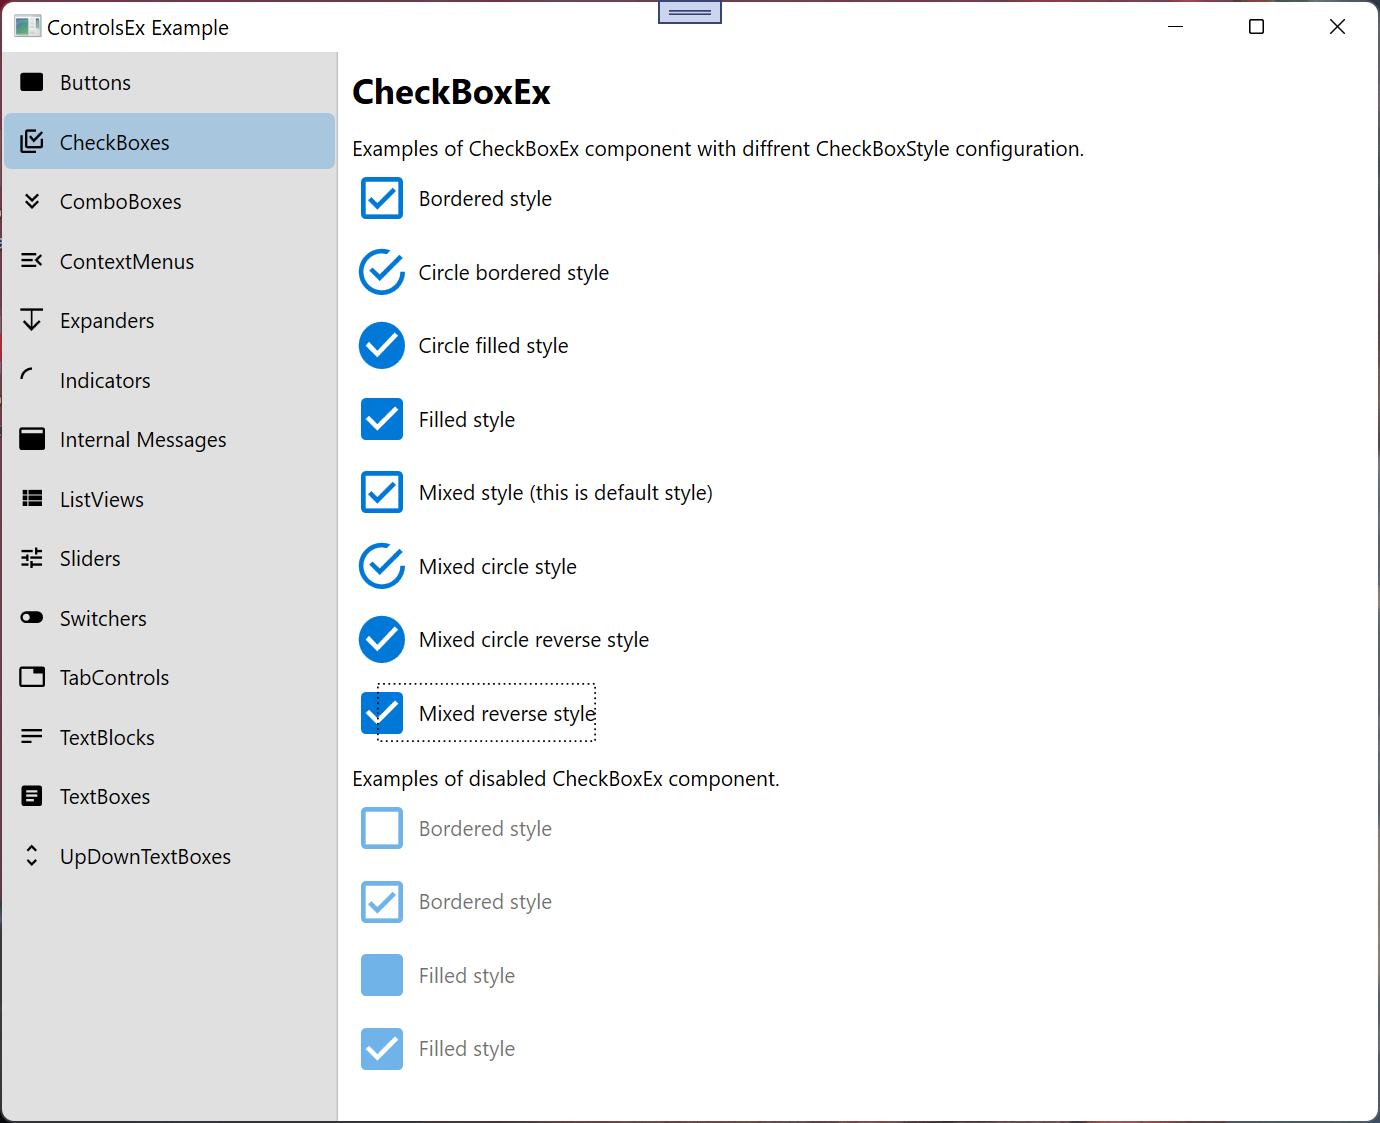 ControlsEx Example
Buttons
CheckBoxes
ComboBoxes
ContextMenus
Expanders
Indicators
Internal Messages
ListViews
Sliders
Switchers
TabControls
TextBlocks
TextBoxes
UpDownTextBoxes
CheckBoxEx
Examples of CheckBoxEx component with diffrent CheckBoxStyle configuration.
Bordered style
Circle bordered style
Circle filled style
Filled style
Mixed style (this is default style)
Mixed circle style
Mixed circle reverse style
Mixed reverse style
Examples of disabled CheckBoxEx component.
Bordered style
Bordered style
Filled style
Filled style